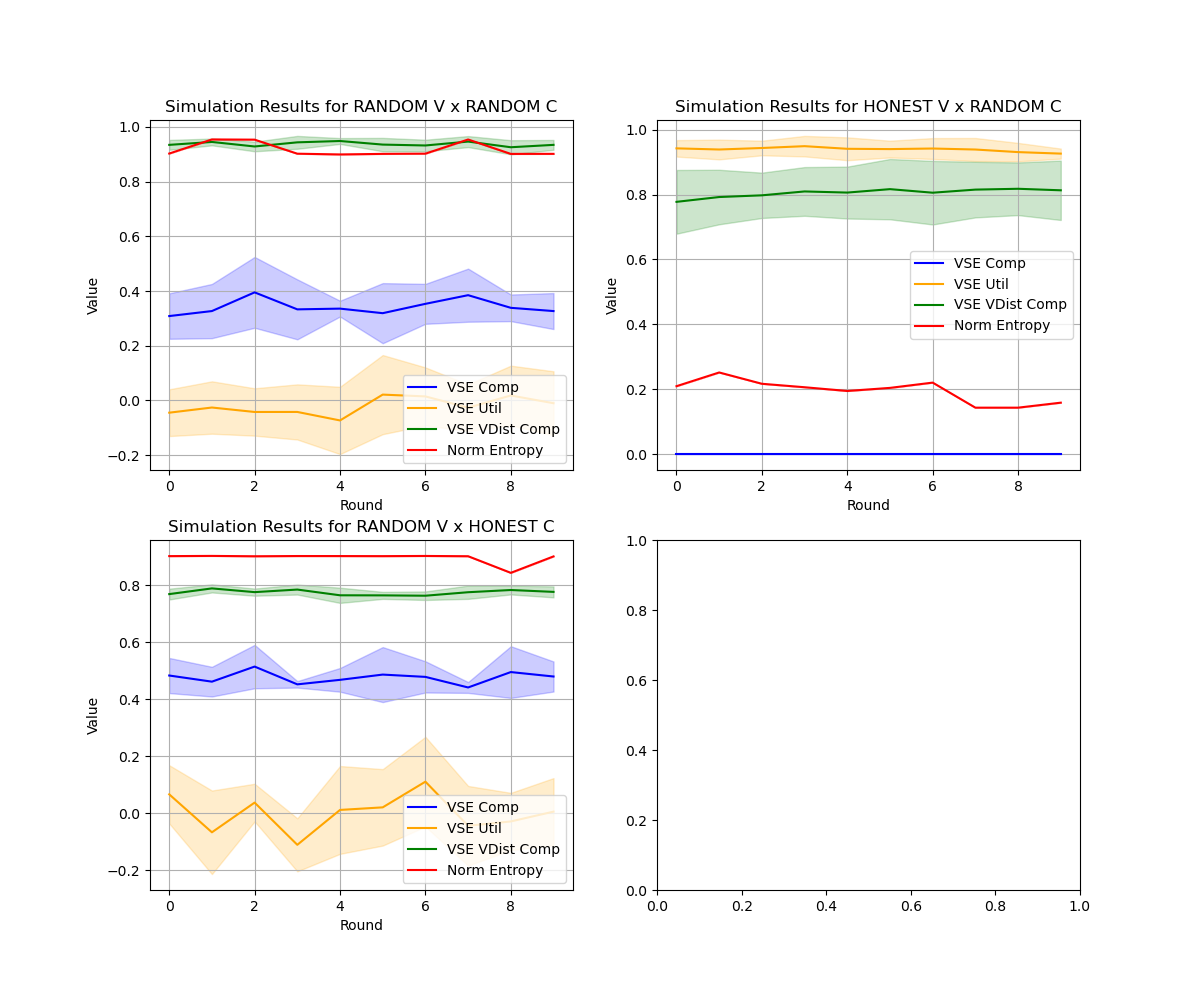 Simulation Results for RANDOM V x RANDOM C
1.0
0.8
0.6
0.4
0.2
0.0
−0.2
Value
0 2 4 6 8
Round
VSE Comp
VSE Util
VSE VDist Comp
Norm Entropy
Simulation Results for HONEST V x RANDOM C
1.0
0.8
0.6
0.4
0.2
0.0
Value
0 2 4 6 8
Round
VSE Comp
VSE Util
VSE VDist Comp
Norm Entropy
Simulation Results for RANDOM V x HONEST C
0.8
0.6
0.4
0.2
0.0
−0.2
Value
0 2 4 6 8
Round
VSE Comp
VSE Util
VSE VDist Comp
Norm Entropy
1.0
0.8
0.6
0.4
0.2
0.0
0.0 0.2 0.4 0.6 0.8 1.0